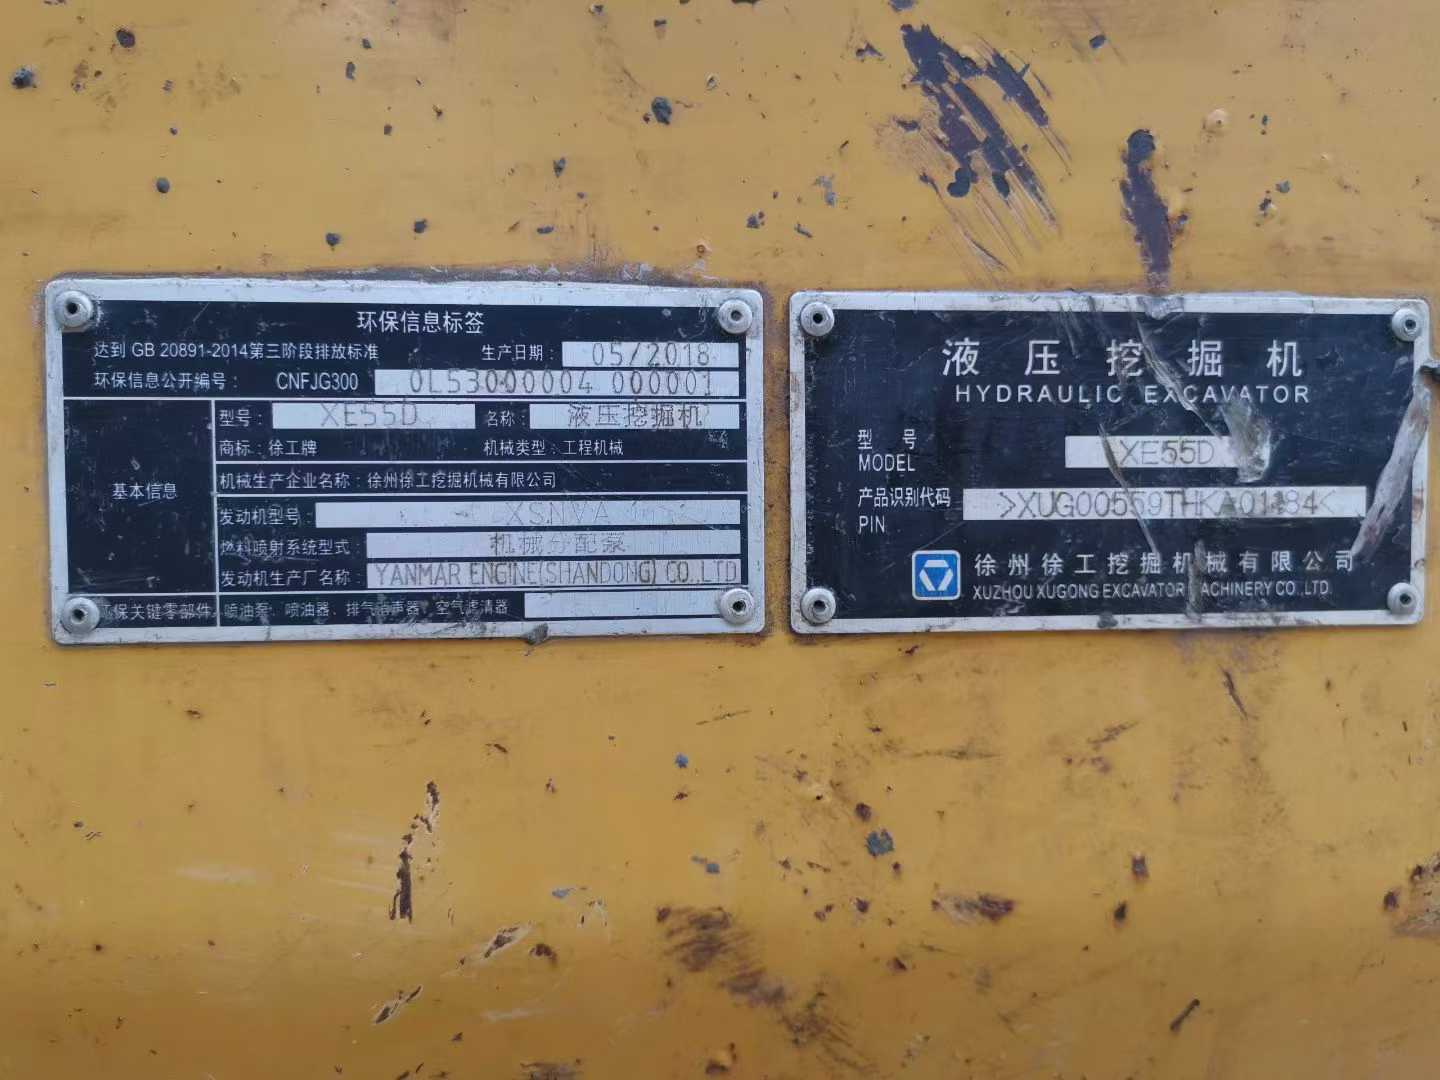 环保信息标签
达到 GB 20891-2014第三阶段排放标准 生产日期： 05/2018
环保信息公开编号： CNFJG300 0L53000004 000001
基本信息
型号： XE55D 名称： 液压挖掘机
商标：徐工牌 机械类型：工程机械
机械生产企业名称：徐州徐工挖掘机械有限公司
发动机型号： XSNVA
燃料喷射系统型式： 机械分配泵
发动机生产厂名称： YANMAR ENGINE(SHANDONG) CO.,LTD
环保关键零部件 喷油泵、喷油器、排气消声器、空气滤清器
液压挖掘机
HYDRAULIC EXCAVATOR
型号 XE55D
MODEL
产品识别代码 >XUG00559THKA01184<
PIN
徐州徐工挖掘机械有限公司
XUZHOU XUGONG EXCAVATOR MACHINERY CO.,LTD.